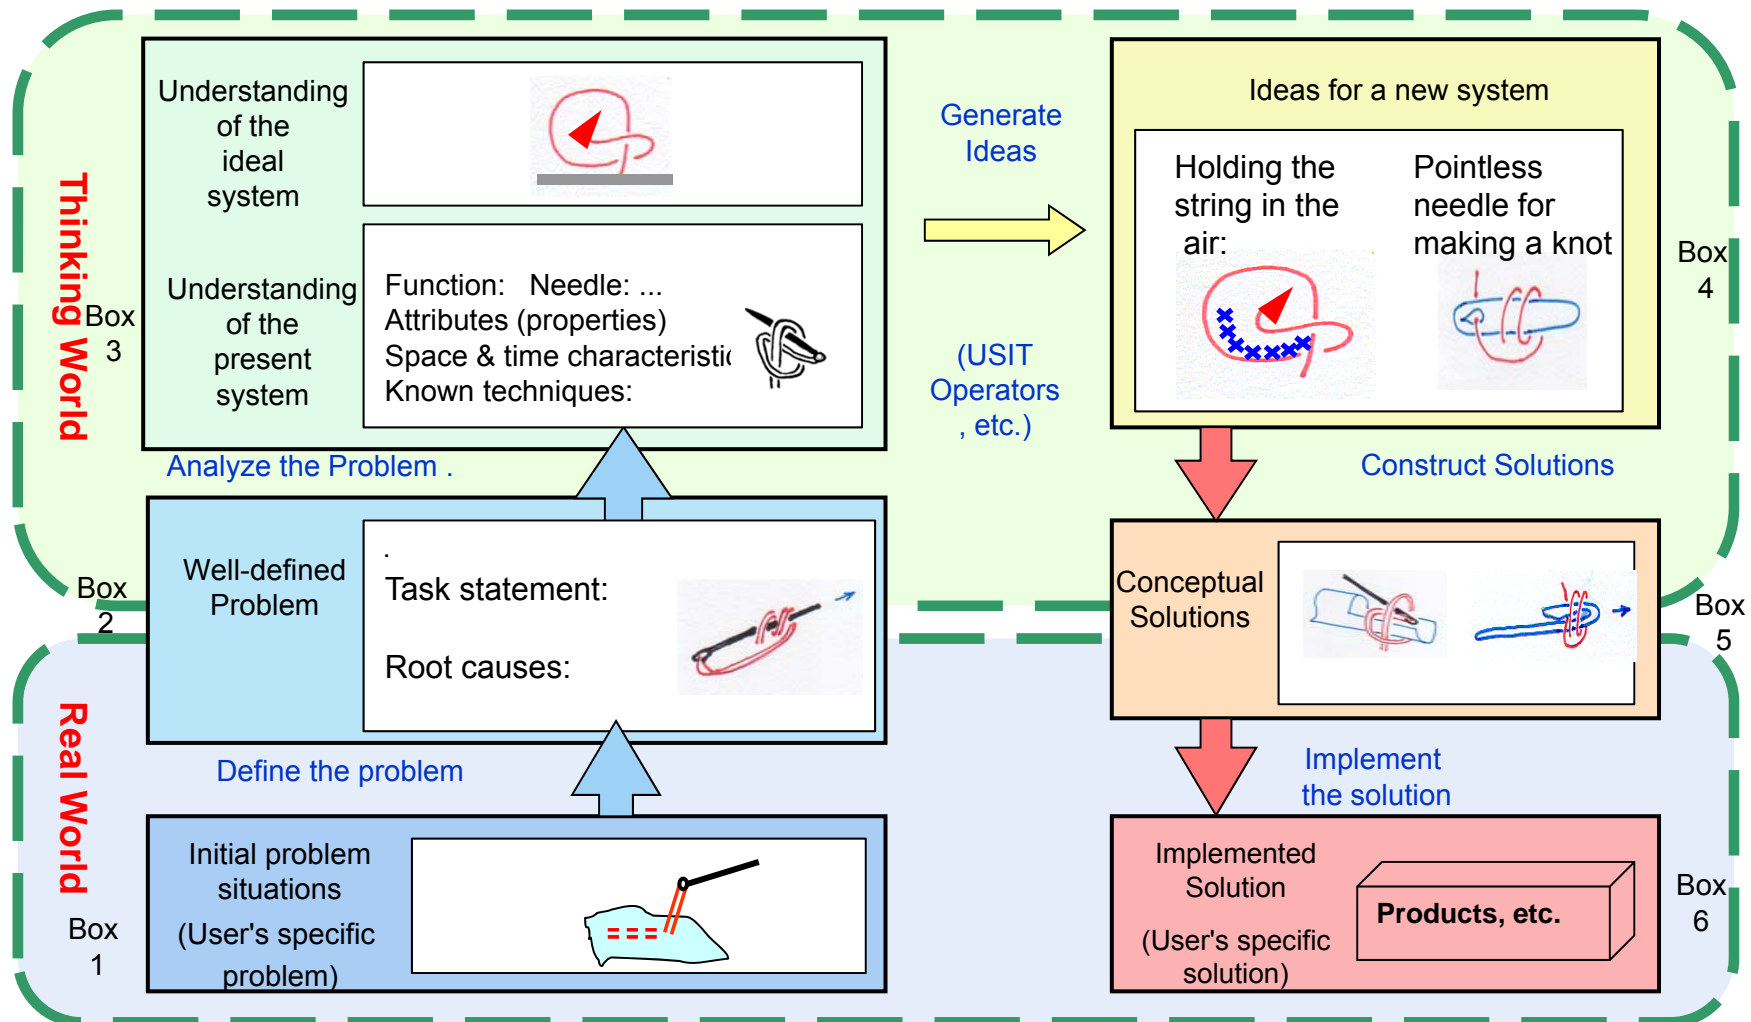 Thinking World
Understanding
of the
ideal
system
Understanding
of the
present
system
Box
3
Function:   Needle: ...
Attributes (properties)
Space & time characteristic
Known techniques:
Generate
Ideas
(USIT
Operators
, etc.)
Ideas for a new system
Holding the
string in the
air:
Pointless
needle for
making a knot
Box
4
Analyze the Problem .
Construct Solutions
Box
2
Well-defined
Problem
.
Task statement:
Root causes:
Conceptual
Solutions
Box
5
Real World
Define the problem
Implement
the solution
Box
1
Initial problem
situations
(User's specific
problem)
Implemented
Solution
(User's specific
solution)
Products, etc.
Box
6